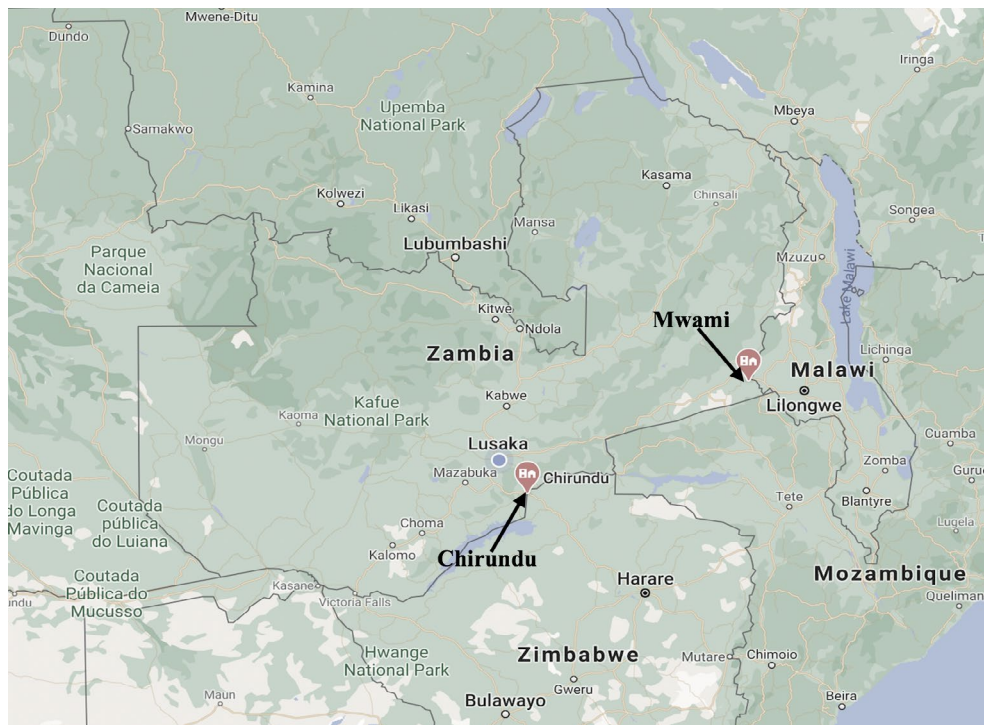 Mwene-Ditu
Dundo
Iringa
Kamina
Upemba
National Park
Mbeya
Samakwo
Kasama
Chinsali
Kolwezi
Likasi
Songea
Mansa
Lubumbashi
Parque
Nacional
da Cameia
Mzuzu
Lake Malawi
Kitwe
Ndola
Mwami
Zambia
Lichinga
Malawi
Kafue
National Park
Kabwe
Kaoma
Lilongwe
Mongu
Lusaka
Cuamba
Mazabuka
Chirundu
Zomba
Guru
Coutada
Pública
do Longa
Mavinga
Tete
Blantyre
Coutada
pública
do Luiana
Choma
Lugela
Kalomo
Chirundu
Mozambique
Coutada
Pública-do
Mucusso
Kasane
Harare
Victoria Falls
Queliman
undu
Hwange
National Park
Zimbabwe
Mutare
Chimoio
Maun
Gweru
Bulawayo
Beira